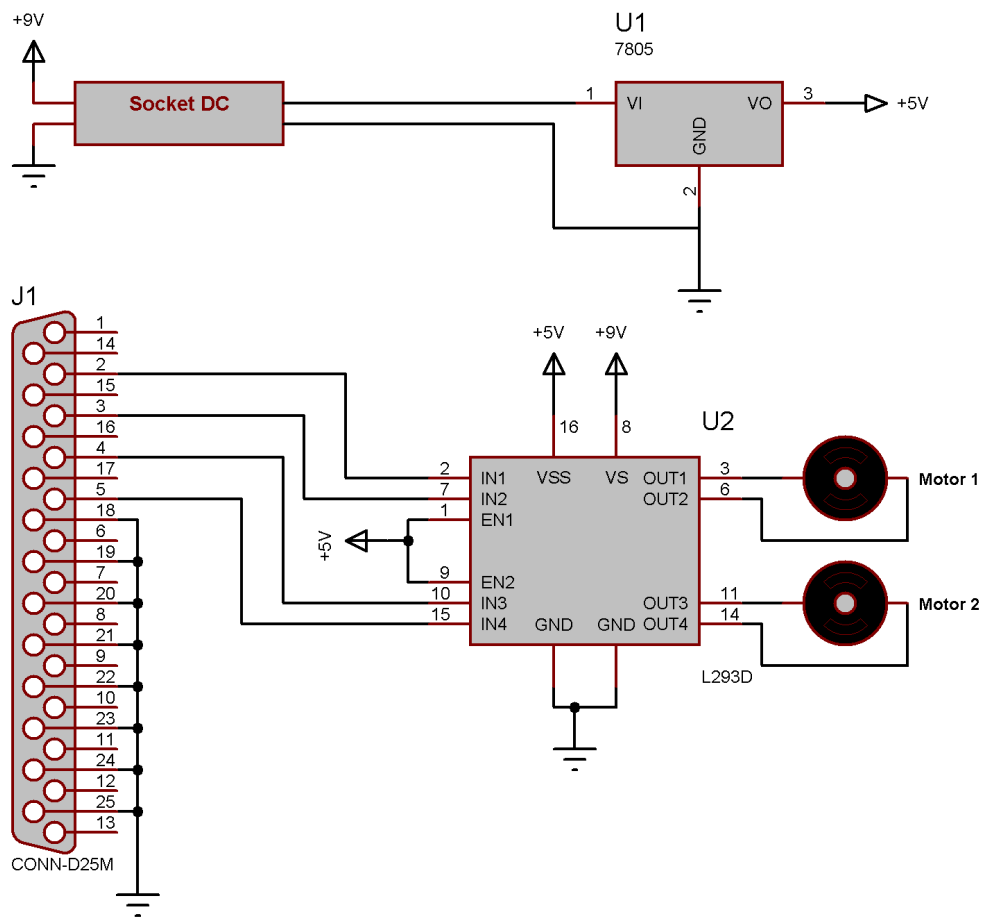 +9V
U1
7805
Socket DC
1
VI
VO
3
+5V
GND
2
J1
1
14
2
15
3
16
4
17
5
18
6
19
7
20
8
21
9
22
10
23
11
24
12
25
13
CONN-D25M
+5V
+9V
16
8
U2
2
IN1
VSS
VS
OUT1
3
Motor 1
7
IN2
OUT2
6
1
EN1
+5V
9
EN2
10
IN3
OUT3
11
Motor 2
15
IN4
GND
GND
OUT4
14
L293D